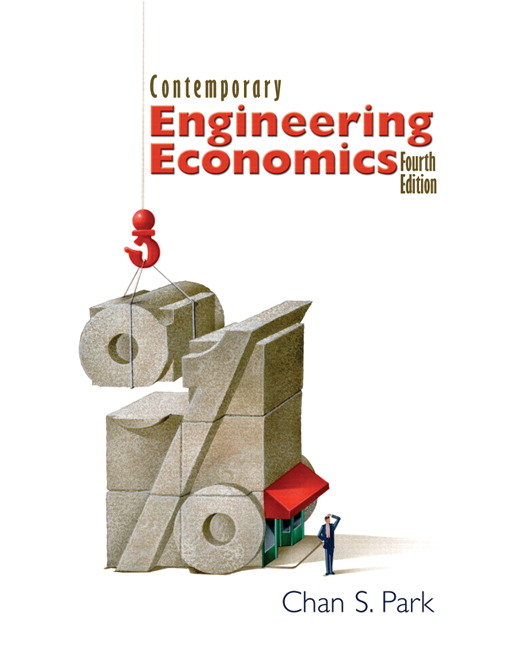 Contemporary
Engineering
Economics Fourth
Edition
%
Chan S. Park